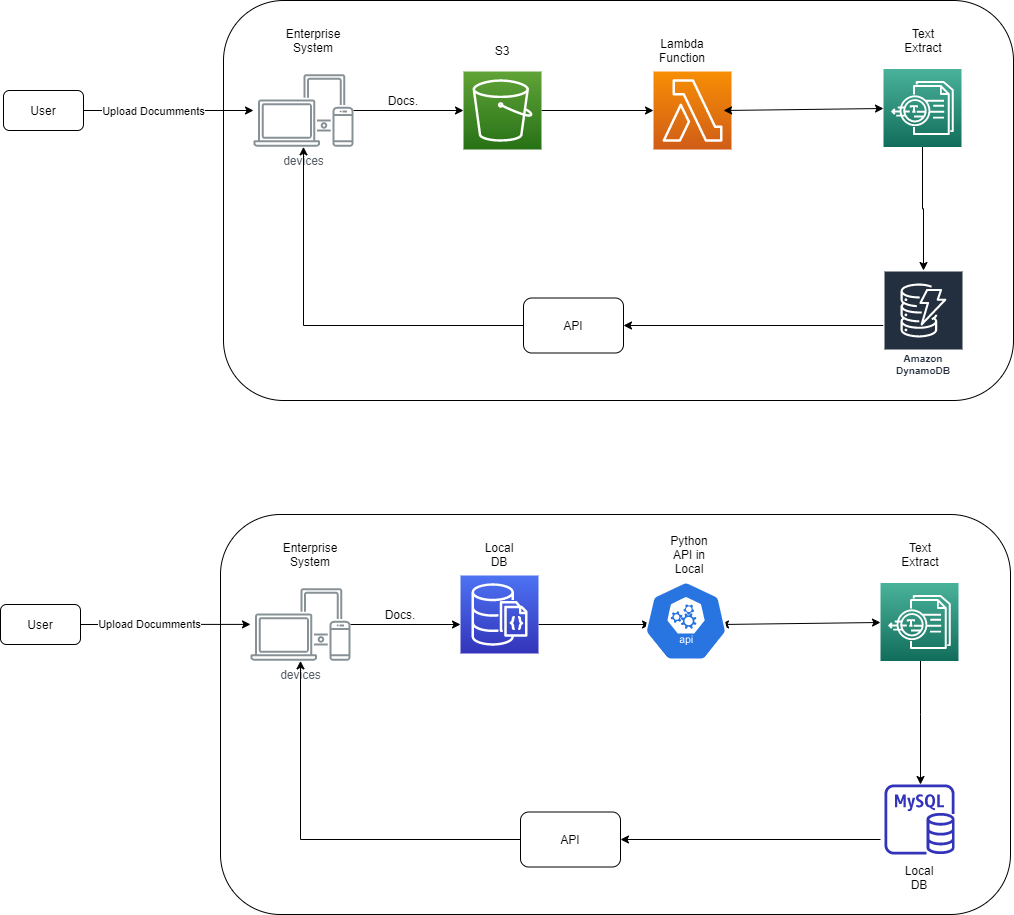 Enterprise
System
S3
Lambda
Function
Text
Extract
User
Upload Documments
Docs.
devices
API
Amazon
DynamoDB
Enterprise
System
Local
DB
Python
API in
Local
Text
Extract
User
Upload Documments
Docs.
{}
api
devices
MySQL
API
Local
DB